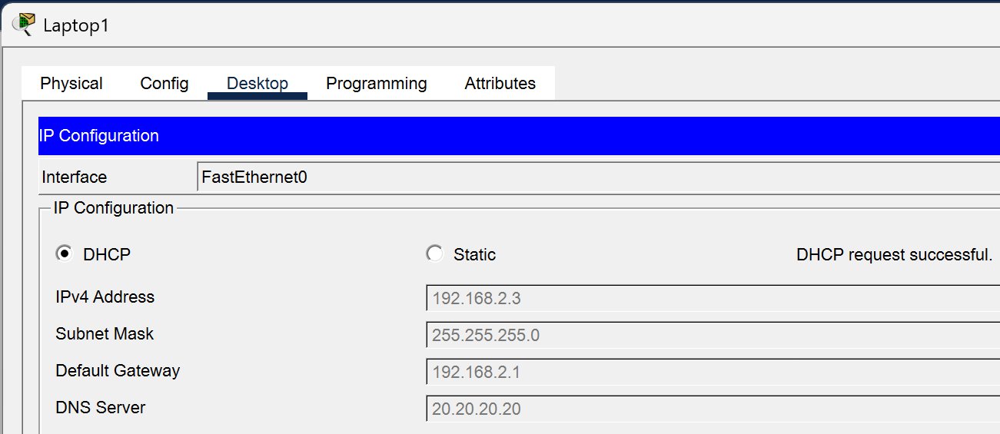 Laptop1
Physical Config Desktop Programming Attributes
IP Configuration
Interface FastEthernet0
IP Configuration
DHCP Static DHCP request successful.
IPv4 Address 192.168.2.3
Subnet Mask 255.255.255.0
Default Gateway 192.168.2.1
DNS Server 20.20.20.20